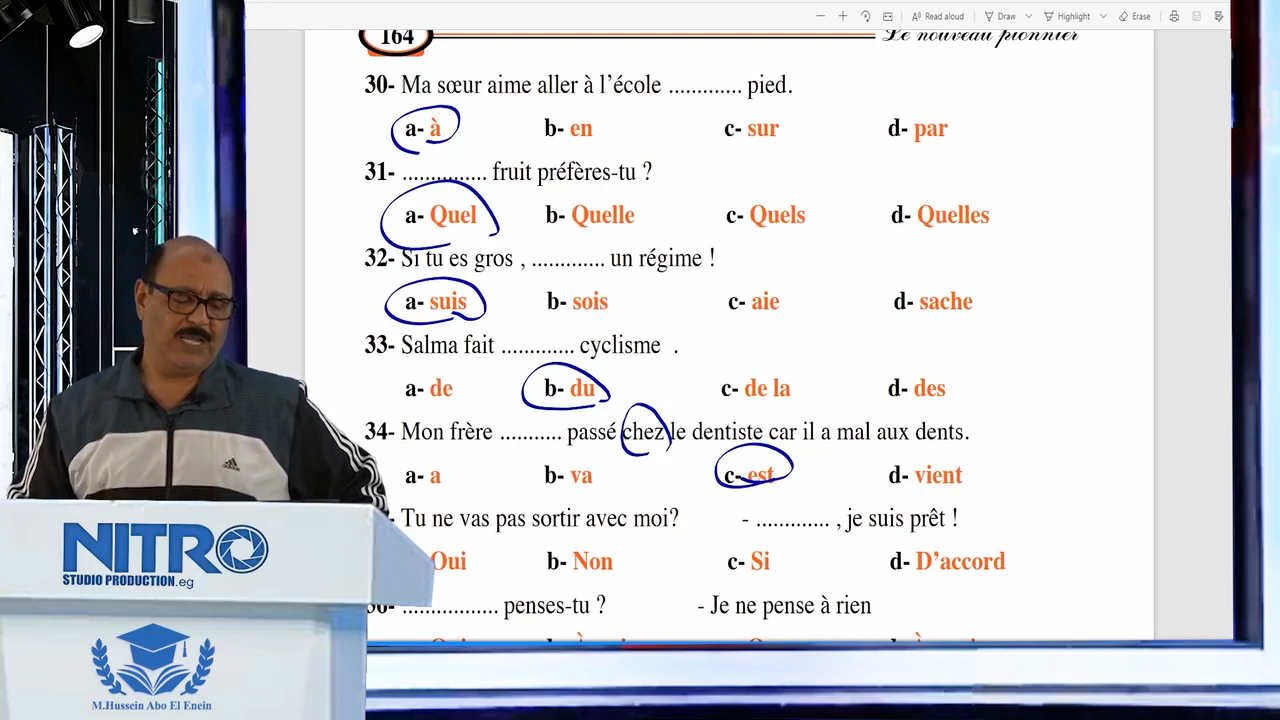 Read aloud Draw Highlight Erase
164 Le nouveau pionnier
30- Ma sœur aime aller à l'école ............. pied.
a- à b- en c- sur d- par
31- ............... fruit préfères-tu ?
a- Quel b- Quelle c- Quels d- Quelles
32- Si tu es gros , ............. un régime !
a- suis b- sois c- aie d- sache
33- Salma fait ............. cyclisme .
a- de b- du c- de la d- des
34- Mon frère ........... passé chez le dentiste car il a mal aux dents.
a- a b- va c- est d- vient
Tu ne vas pas sortir avec moi? - ............. , je suis prêt !
Oui b- Non c- Si d- D'accord
................. penses-tu ? - Je ne pense à rien
NITRO
STUDIO PRODUCTION.eg
M.Hussein Abo El Enein